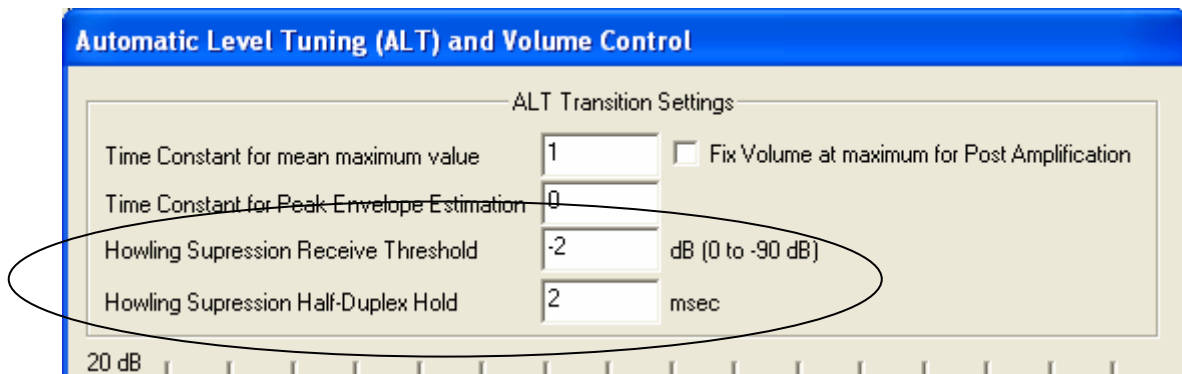 Automatic Level Tuning (ALT) and Volume Control
ALT Transition Settings
Time Constant for mean maximum value 1 Fix Volume at maximum for Post Amplification
Time Constant for Peak Envelope Estimation 0
Howling Supression Receive Threshold -2 dB (0 to -90 dB)
Howling Supression Half-Duplex Hold 2 msec
20 dB